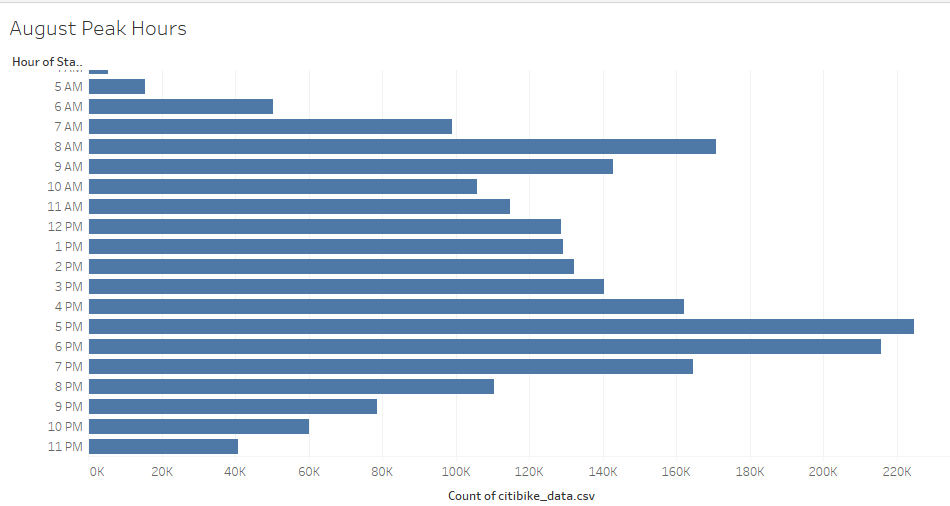 August Peak Hours
Hour of Sta..
5 AM
6 AM
7 AM
8 AM
9 AM
10 AM
11 AM
12 PM
1 PM
2 PM
3 PM
4 PM
5 PM
6 PM
7 PM
8 PM
9 PM
10 PM
11 PM
0K 20K 40K 60K 80K 100K 120K 140K 160K 180K 200K 220K
Count of citibike_data.csv